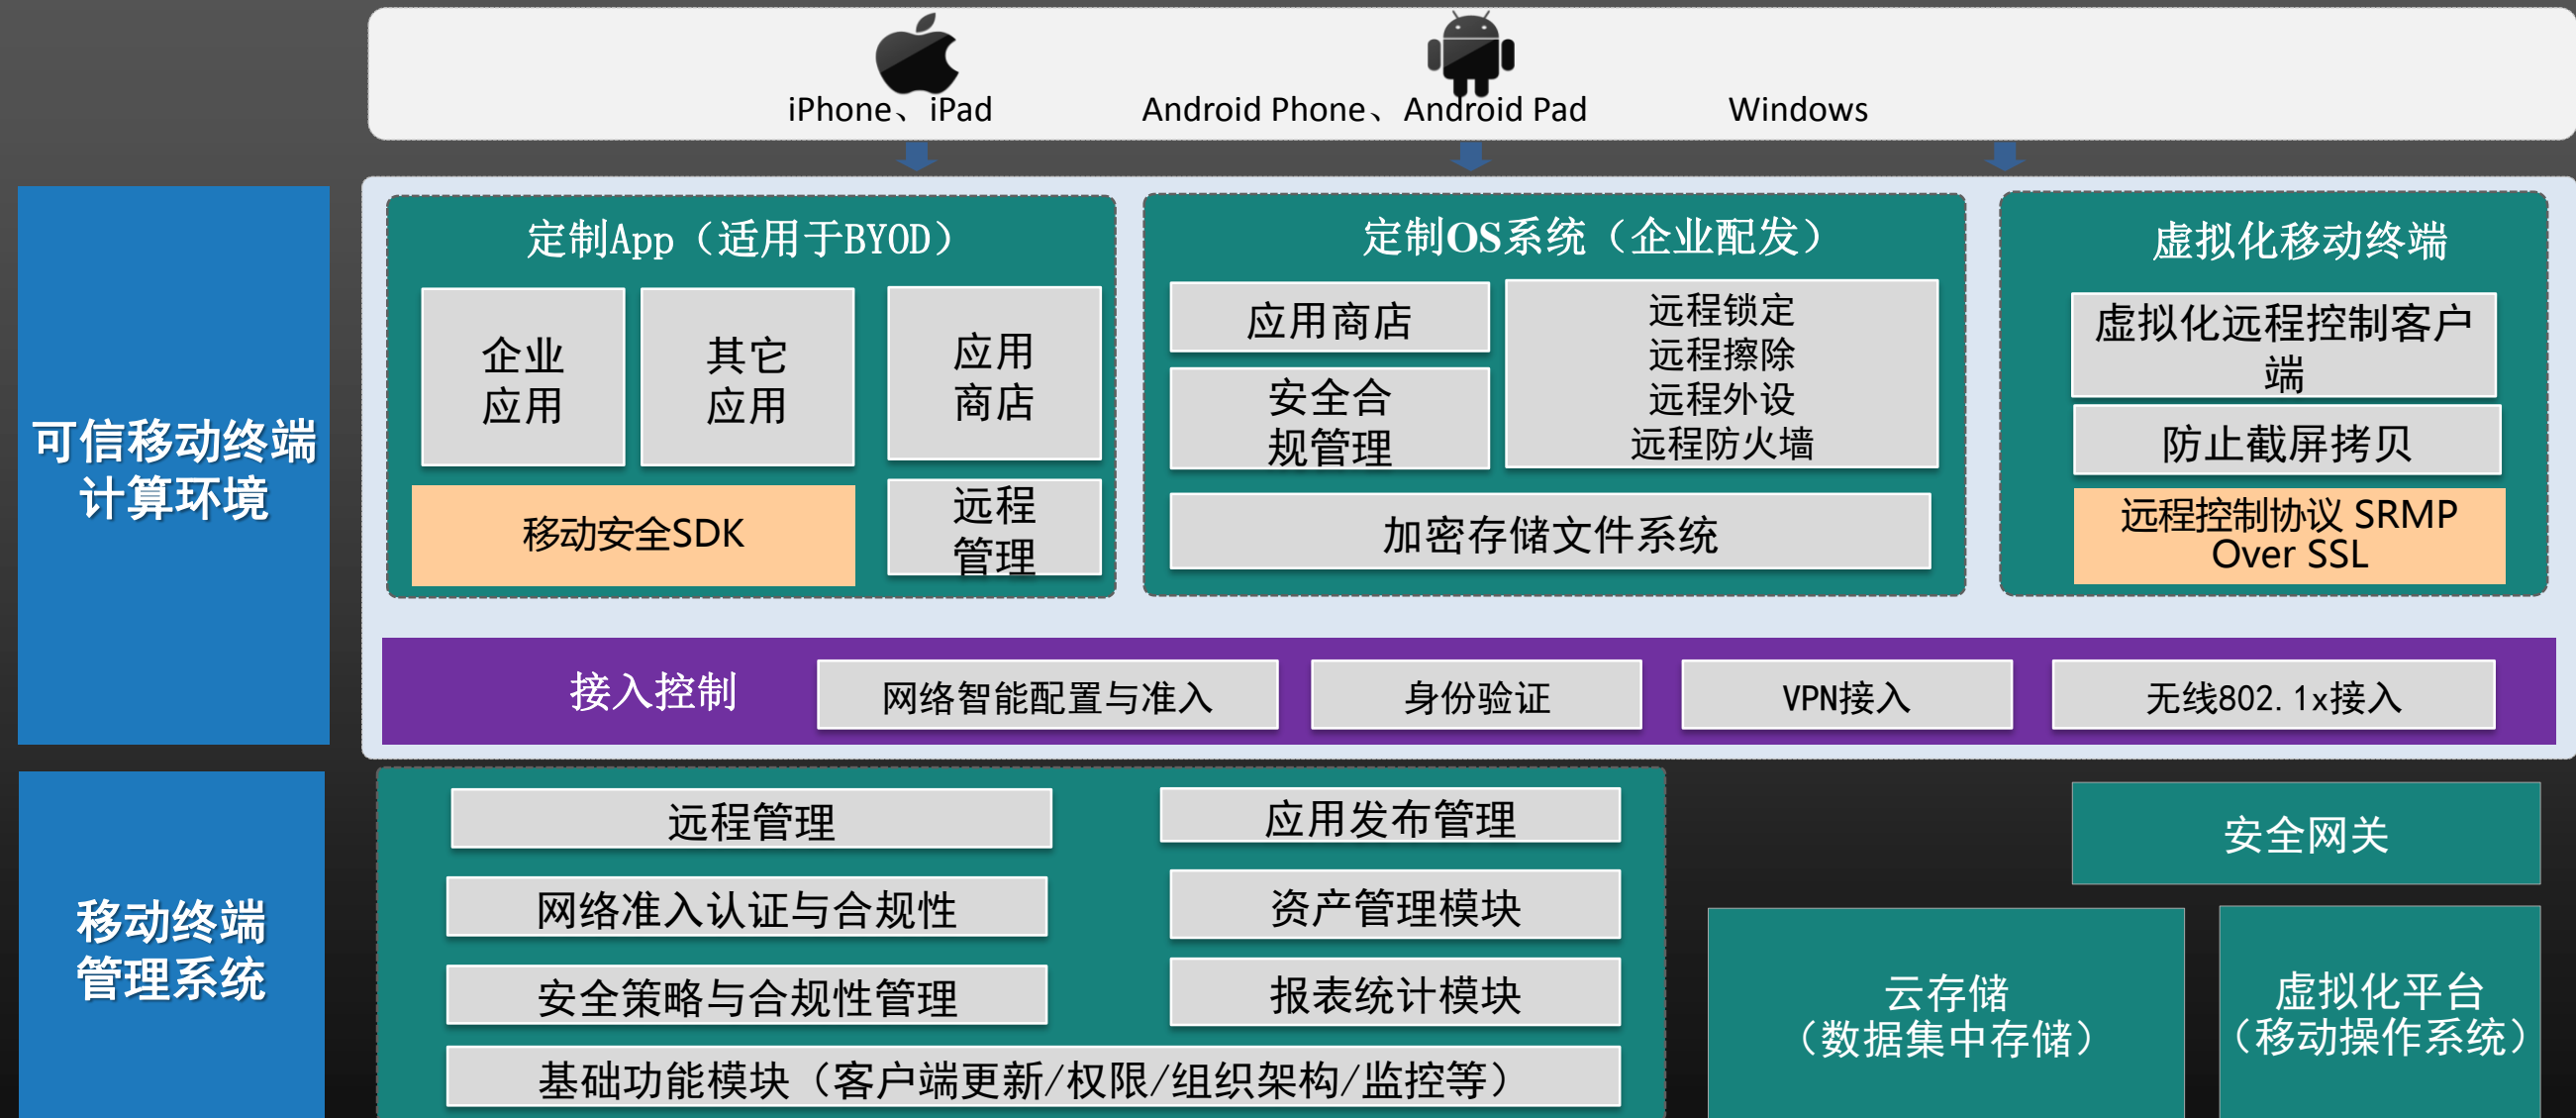 iPhone、iPad
Android Phone、Android Pad
Windows
可信移动终端
计算环境
定制App（适用于BYOD）
企业
应用
其它
应用
应用
商店
移动安全SDK
远程
管理
定制OS系统（企业配发）
应用商店
安全合
规管理
远程锁定
远程擦除
远程外设
远程防火墙
加密存储文件系统
虚拟化移动终端
虚拟化远程控制客户
端
防止截屏拷贝
远程控制协议 SRMP
Over SSL
接入控制
网络智能配置与准入
身份验证
VPN接入
无线802.1x接入
移动终端
管理系统
远程管理
应用发布管理
网络准入认证与合规性
资产管理模块
安全策略与合规性管理
报表统计模块
基础功能模块（客户端更新/权限/组织架构/监控等）
安全网关
云存储
（数据集中存储）
虚拟化平台
（移动操作系统）